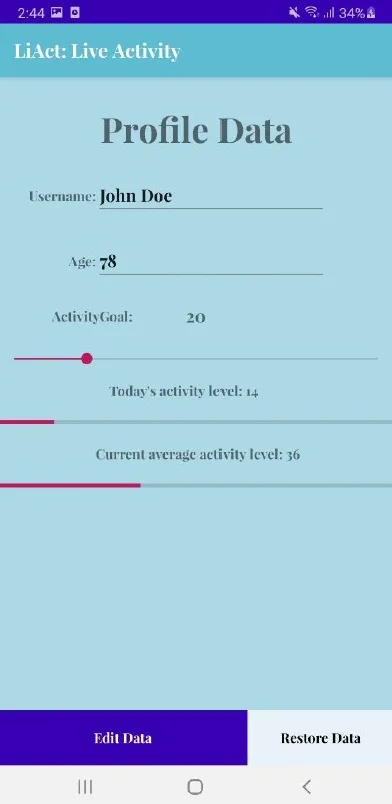 2:44 34%
LiAct: Live Activity
Profile Data
Username: John Doe
Age: 78
ActivityGoal: 20
Today's activity level: 14
Current average activity level: 36
Edit Data Restore Data